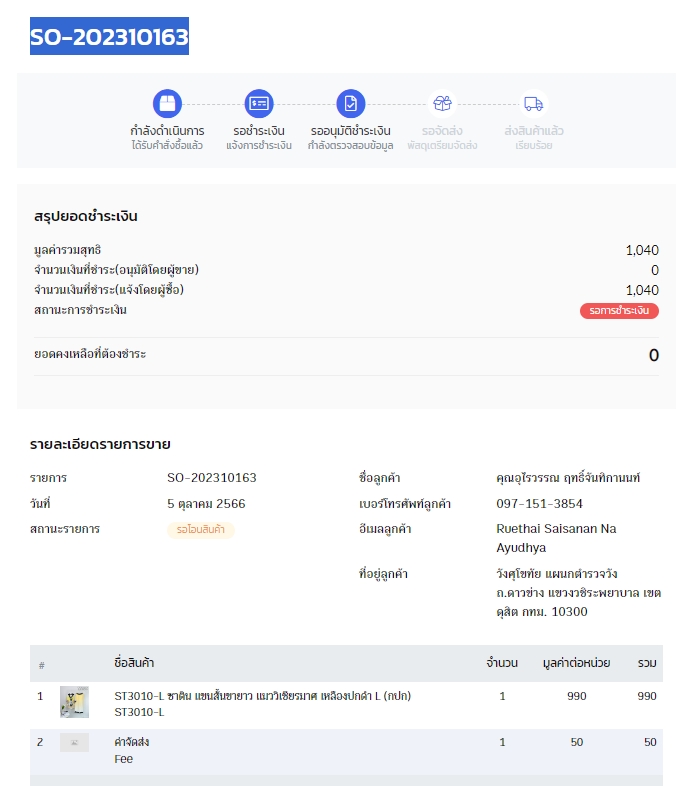 SO-202310163
กำลังดำเนินการ
ได้รับคำสั่งซื้อแล้ว
รอชำระเงิน
แจ้งการชำระเงิน
รออนุมัติชำระเงิน
กำลังตรวจสอบข้อมูล
รอจัดส่ง
พัสดุเตรียมจัดส่ง
ส่งสินค้าแล้ว
เรียบร้อย
สรุปยอดชำระเงิน
มูลค่ารวมสุทธิ 1,040
จำนวนเงินที่ชำระ(อนุมัติโดยผู้ขาย) 0
จำนวนเงินที่ชำระ(แจ้งโดยผู้ซื้อ) 1,040
สถานะการชำระเงิน รอการชำระเงิน
ยอดคงเหลือที่ต้องชำระ 0
รายละเอียดรายการขาย
รายการ SO-202310163
วันที่ 5 ตุลาคม 2566
สถานะรายการ รอโอนสินค้า
ชื่อลูกค้า คุณอุไรวรรณ ฤทธิ์จันทิกานนท์
เบอร์โทรศัพท์ลูกค้า 097-151-3854
อีเมลลูกค้า Ruethai Saisanan Na
Ayudhya
ที่อยู่ลูกค้า วังศุโขทัย แผนกตำรวจวัง
ถ.ดาวข่าง แขวงวชิระพยาบาล เขต
ดุสิต กทม. 10300
# ชื่อสินค้า จำนวน มูลค่าต่อหน่วย รวม
1 ST3010-L ซาติน แขนสั้นขายาว แมววิเชียรมาศ เหลืองปกดำ L (กปก) 1 990 990
ST3010-L
2 ค่าจัดส่ง 1 50 50
Fee